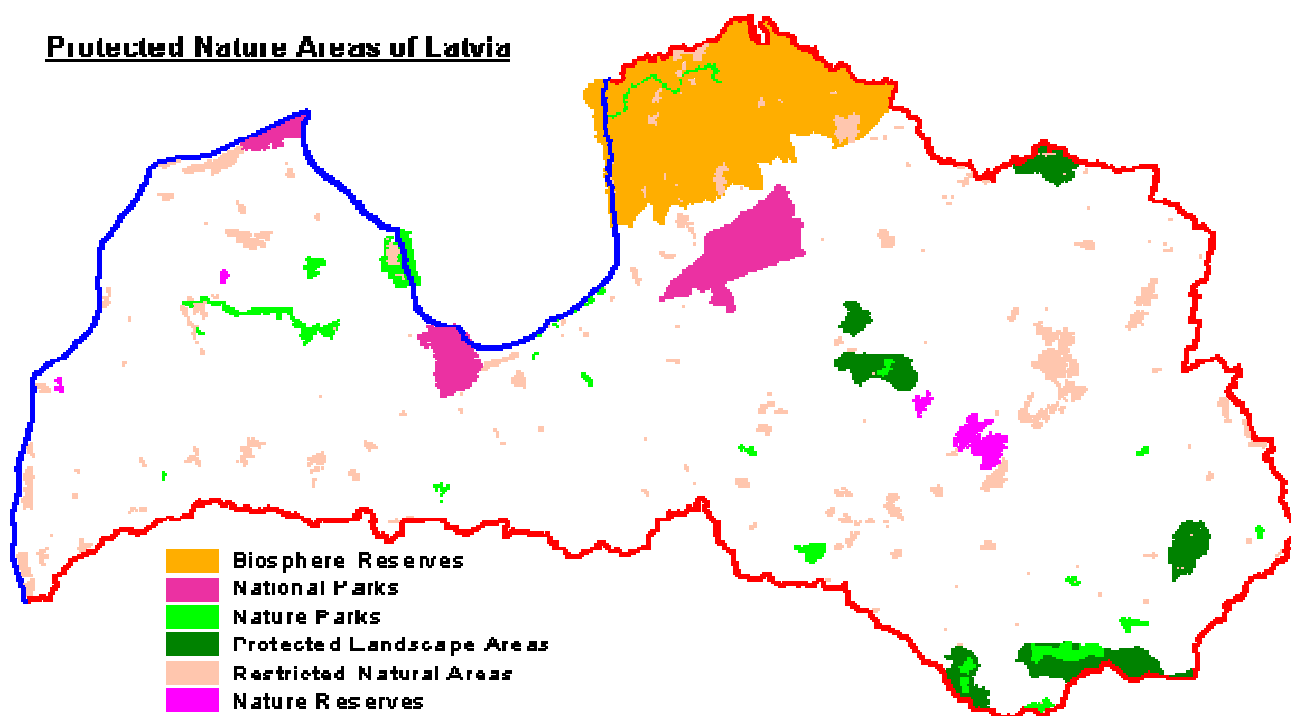 Protected Nature Areas of Latvia
Biosphere Reserves
National Parks
Nature Parks
Protected Landscape Areas
Restricted Natural Areas
Nature Reserves